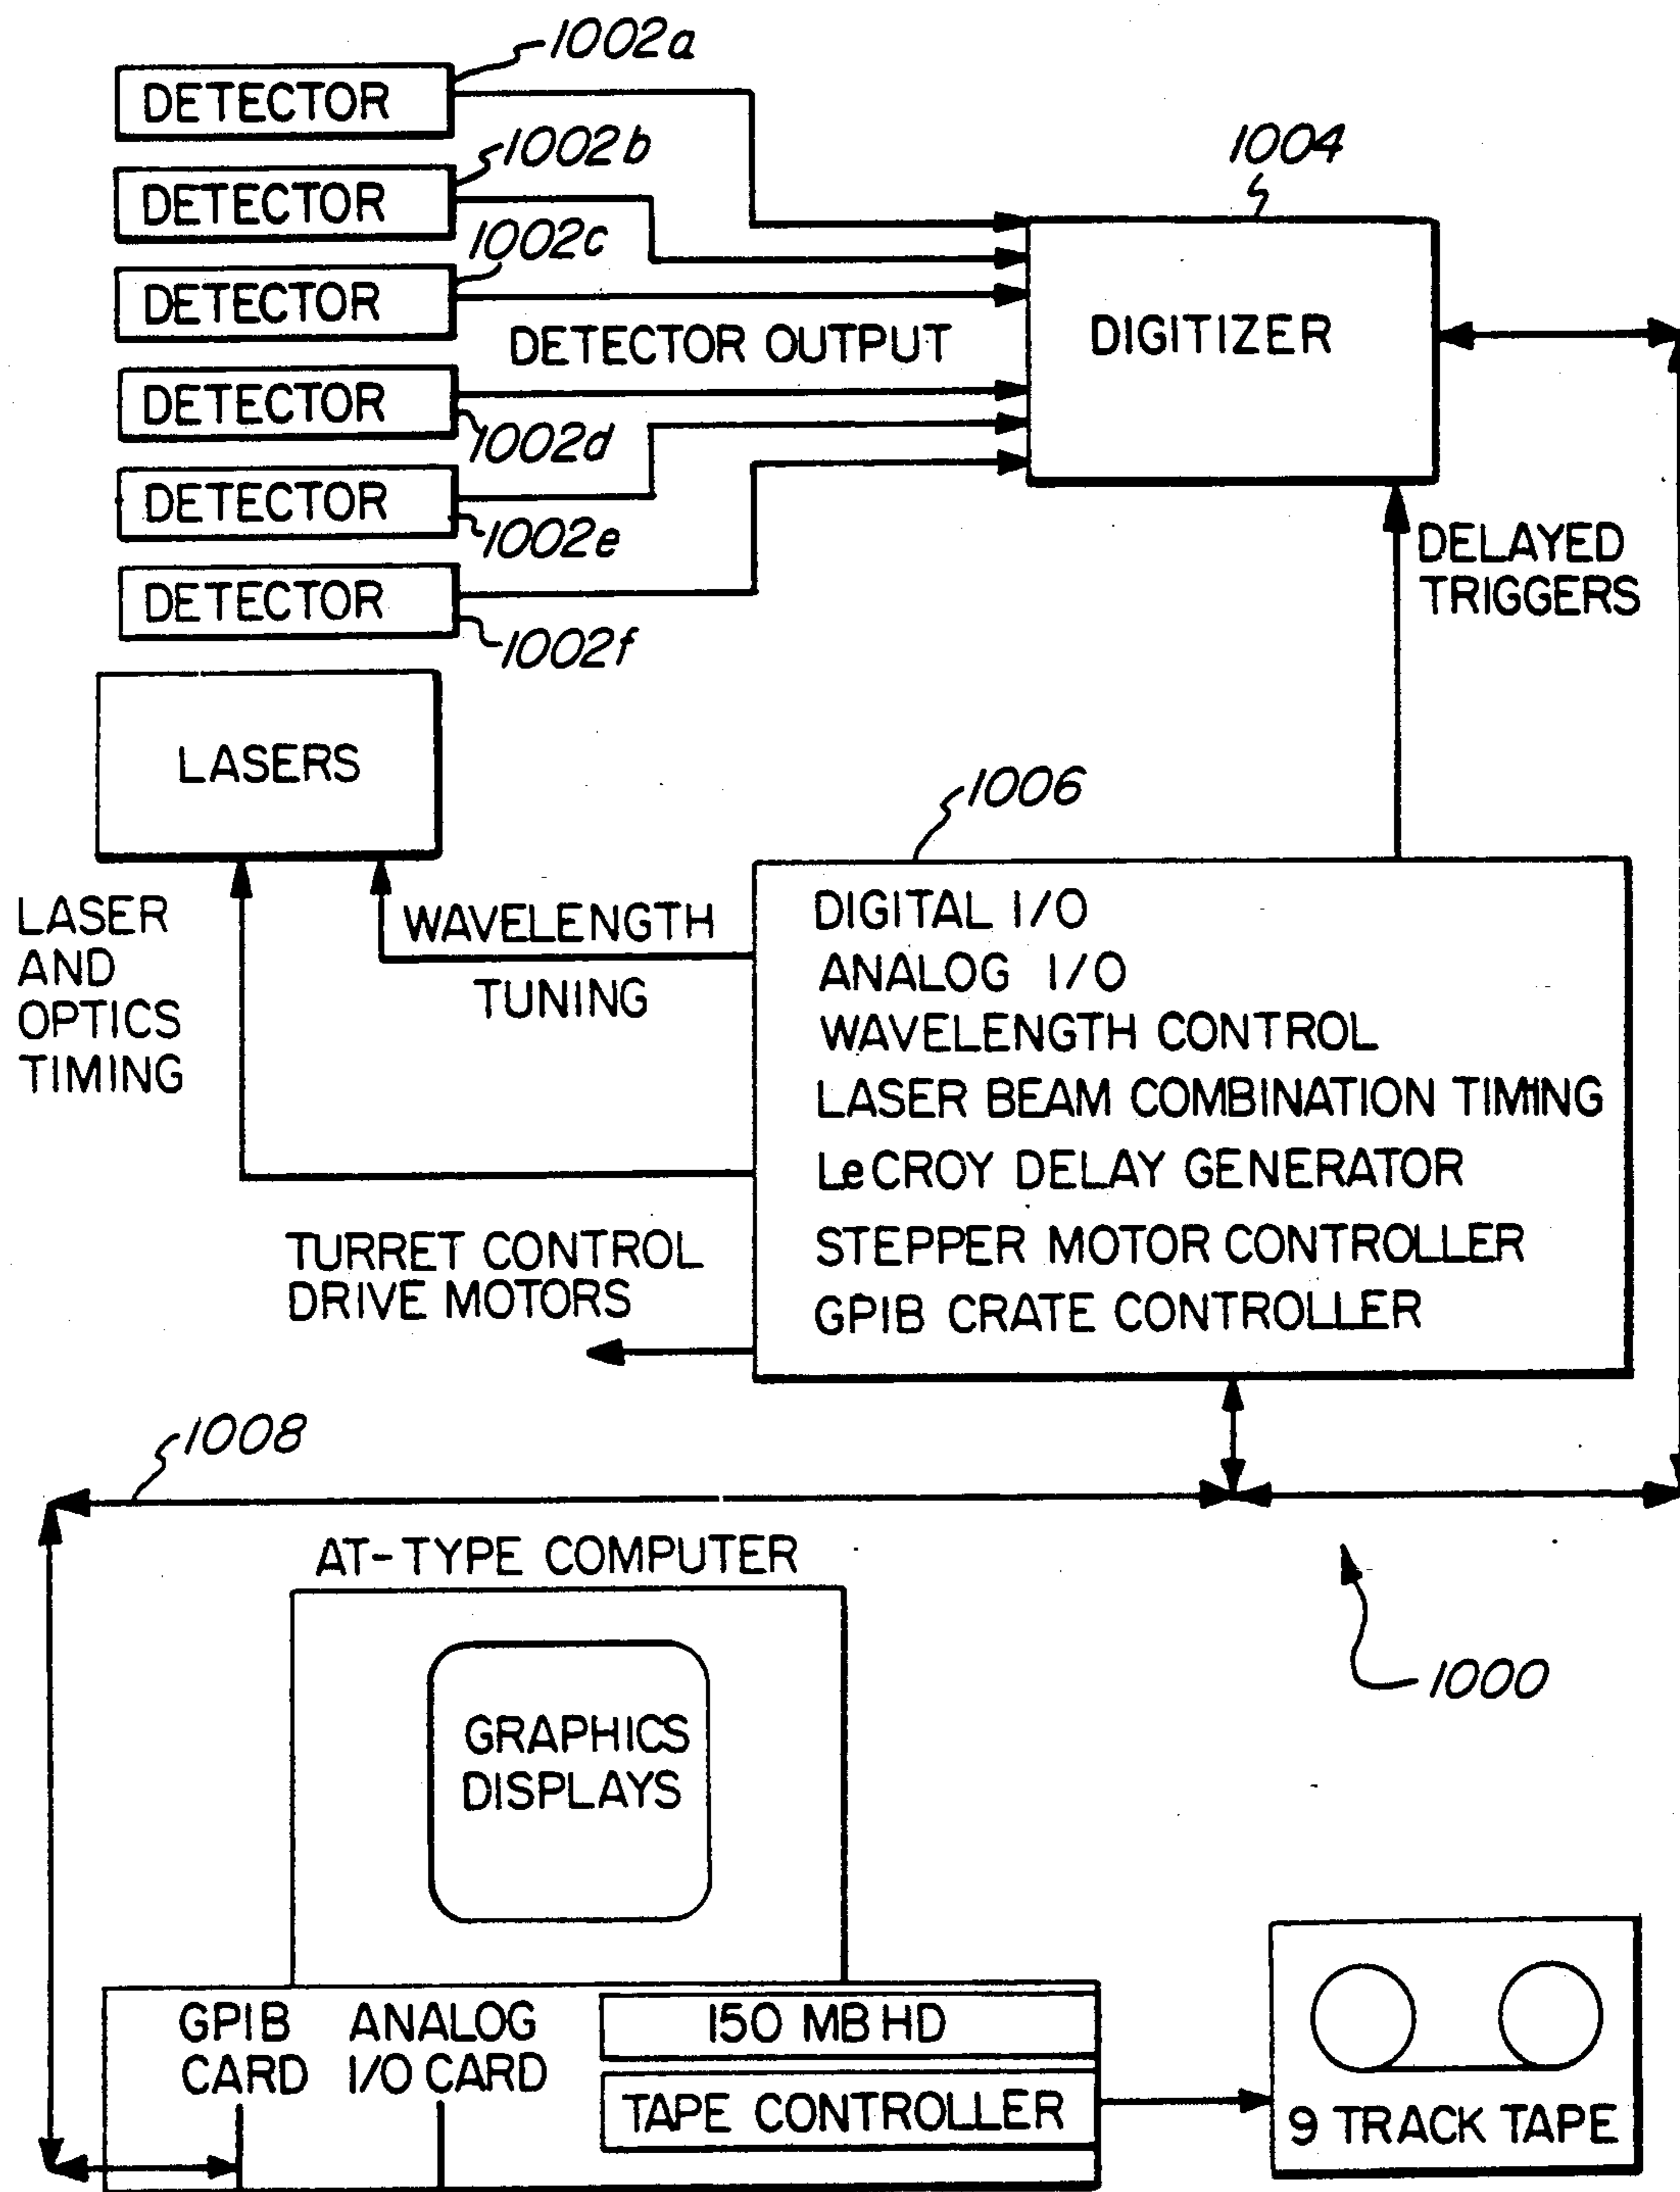 1002a
DETECTOR
1002b
1004
DETECTOR
1002c
DETECTOR
DETECTOR OUTPUT
DIGITIZER
DETECTOR
1002d
DETECTOR
1002e
DELAYED
TRIGGERS
DETECTOR
1002f
LASERS
1006
LASER
AND
OPTICS
TIMING
WAVELENGTH
TUNING
DIGITAL I/O
ANALOG I/O
WAVELENGTH CONTROL
LASER BEAM COMBINATION TIMING
LeCROY DELAY GENERATOR
STEPPER MOTOR CONTROLLER
GPIB CRATE CONTROLLER
TURRET CONTROL
DRIVE MOTORS
1008
AT-TYPE COMPUTER
1000
GRAPHICS
DISPLAYS
GPIB
CARD
ANALOG
I/O CARD
150 MB HD
TAPE CONTROLLER
9 TRACK TAPE